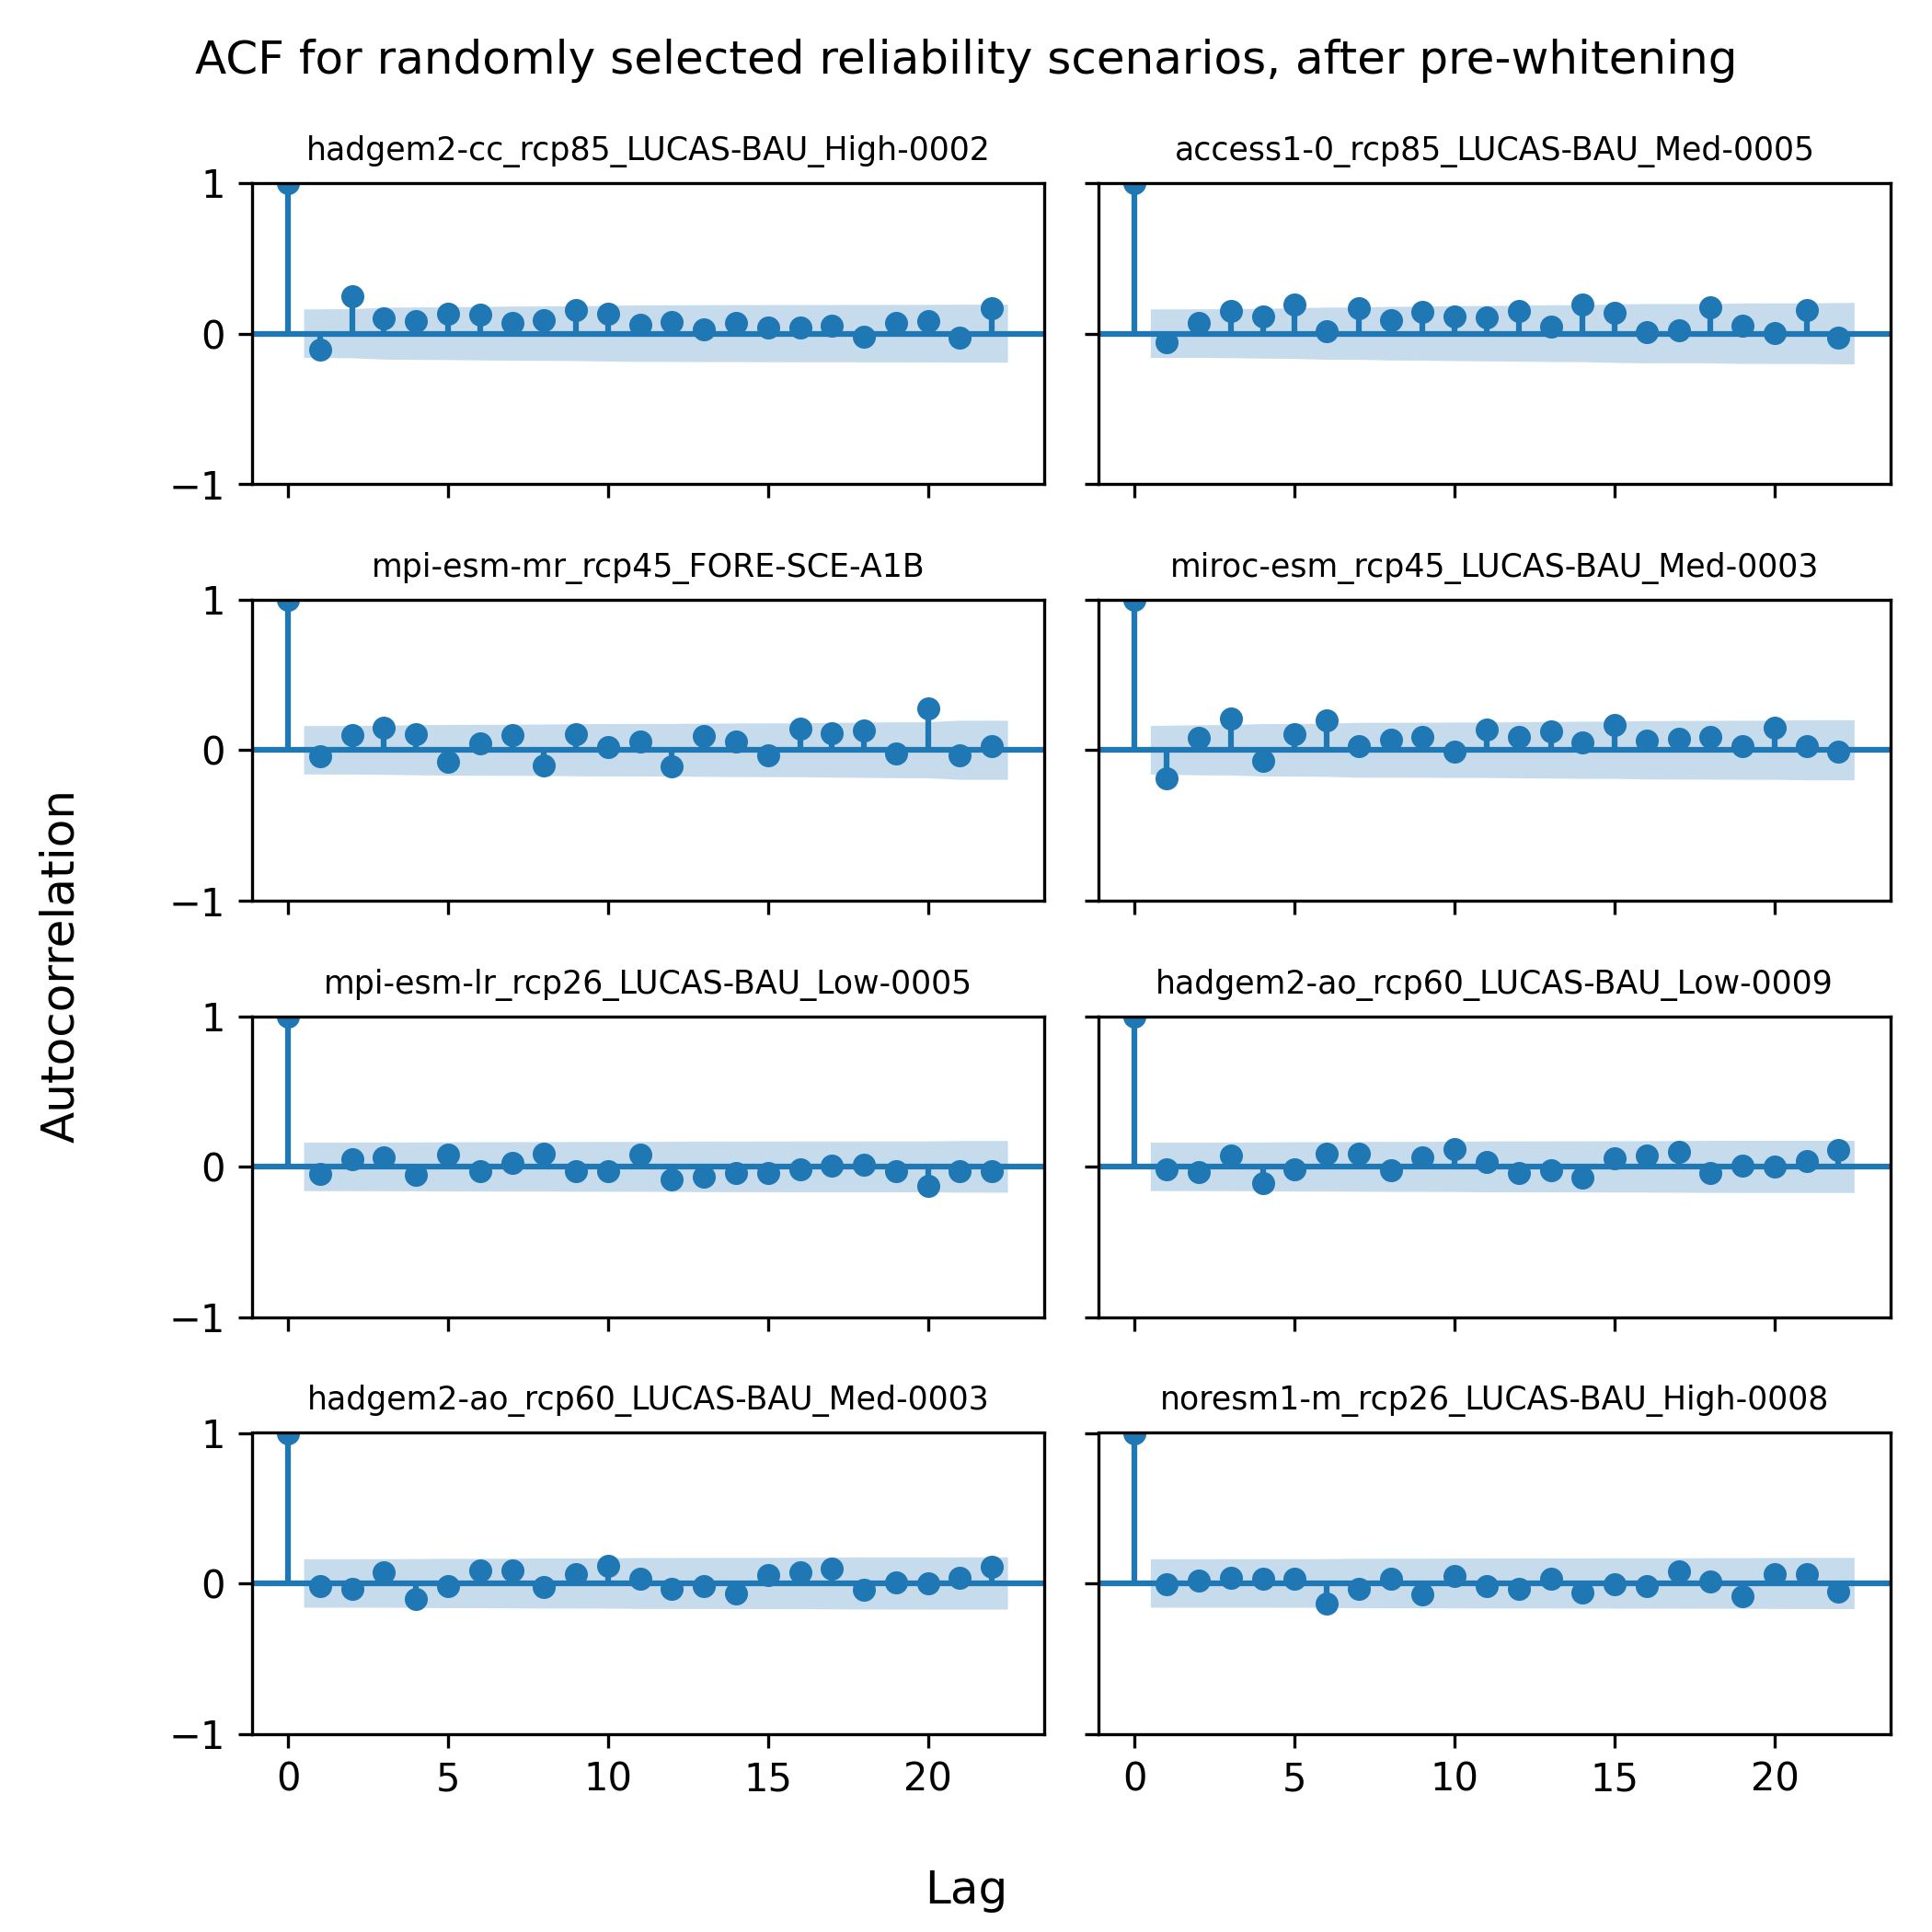 ACF for randomly selected reliability scenarios, after pre-whitening
hadgem2-cc_rcp85_LUCAS-BAU_High-0002
access1-0_rcp85_LUCAS-BAU_Med-0005
1
0
−1
mpi-esm-mr_rcp45_FORE-SCE-A1B
miroc-esm_rcp45_LUCAS-BAU_Med-0003
1
0
−1
mpi-esm-lr_rcp26_LUCAS-BAU_Low-0005
hadgem2-ao_rcp60_LUCAS-BAU_Low-0009
1
0
−1
hadgem2-ao_rcp60_LUCAS-BAU_Med-0003
noresm1-m_rcp26_LUCAS-BAU_High-0008
1
0
−1
0 5 10 15 20
0 5 10 15 20
Autocorrelation
Lag